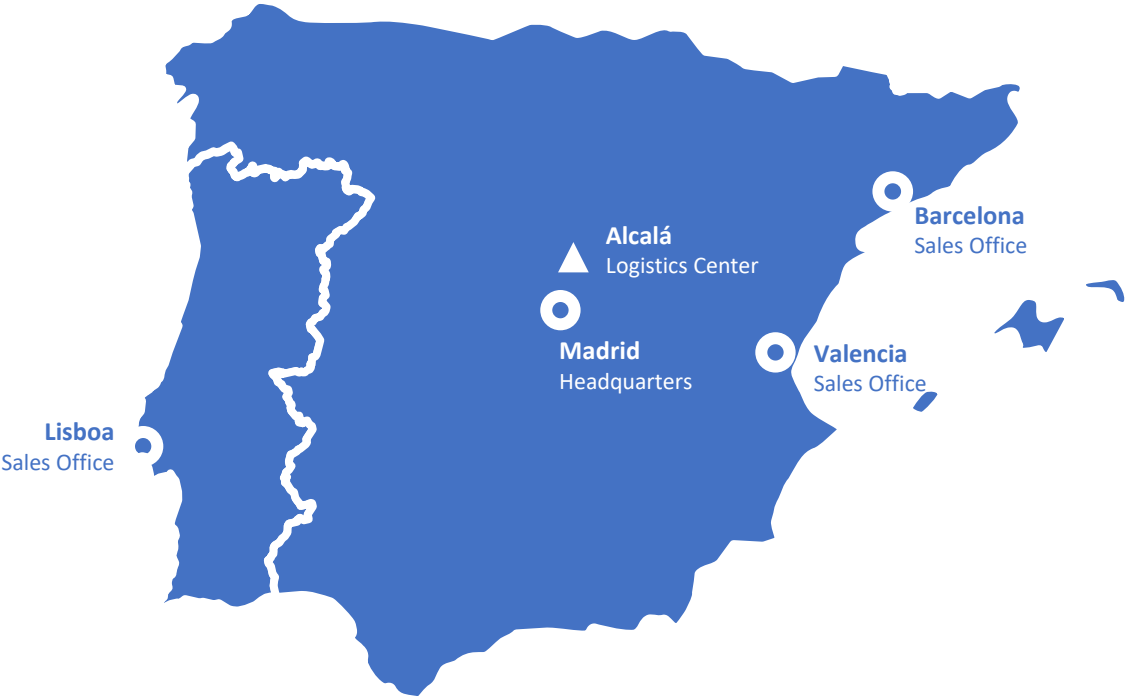 Barcelona
Sales Office
Alcalá
Logistics Center
Madrid
Headquarters
Valencia
Sales Office
Lisboa
Sales Office